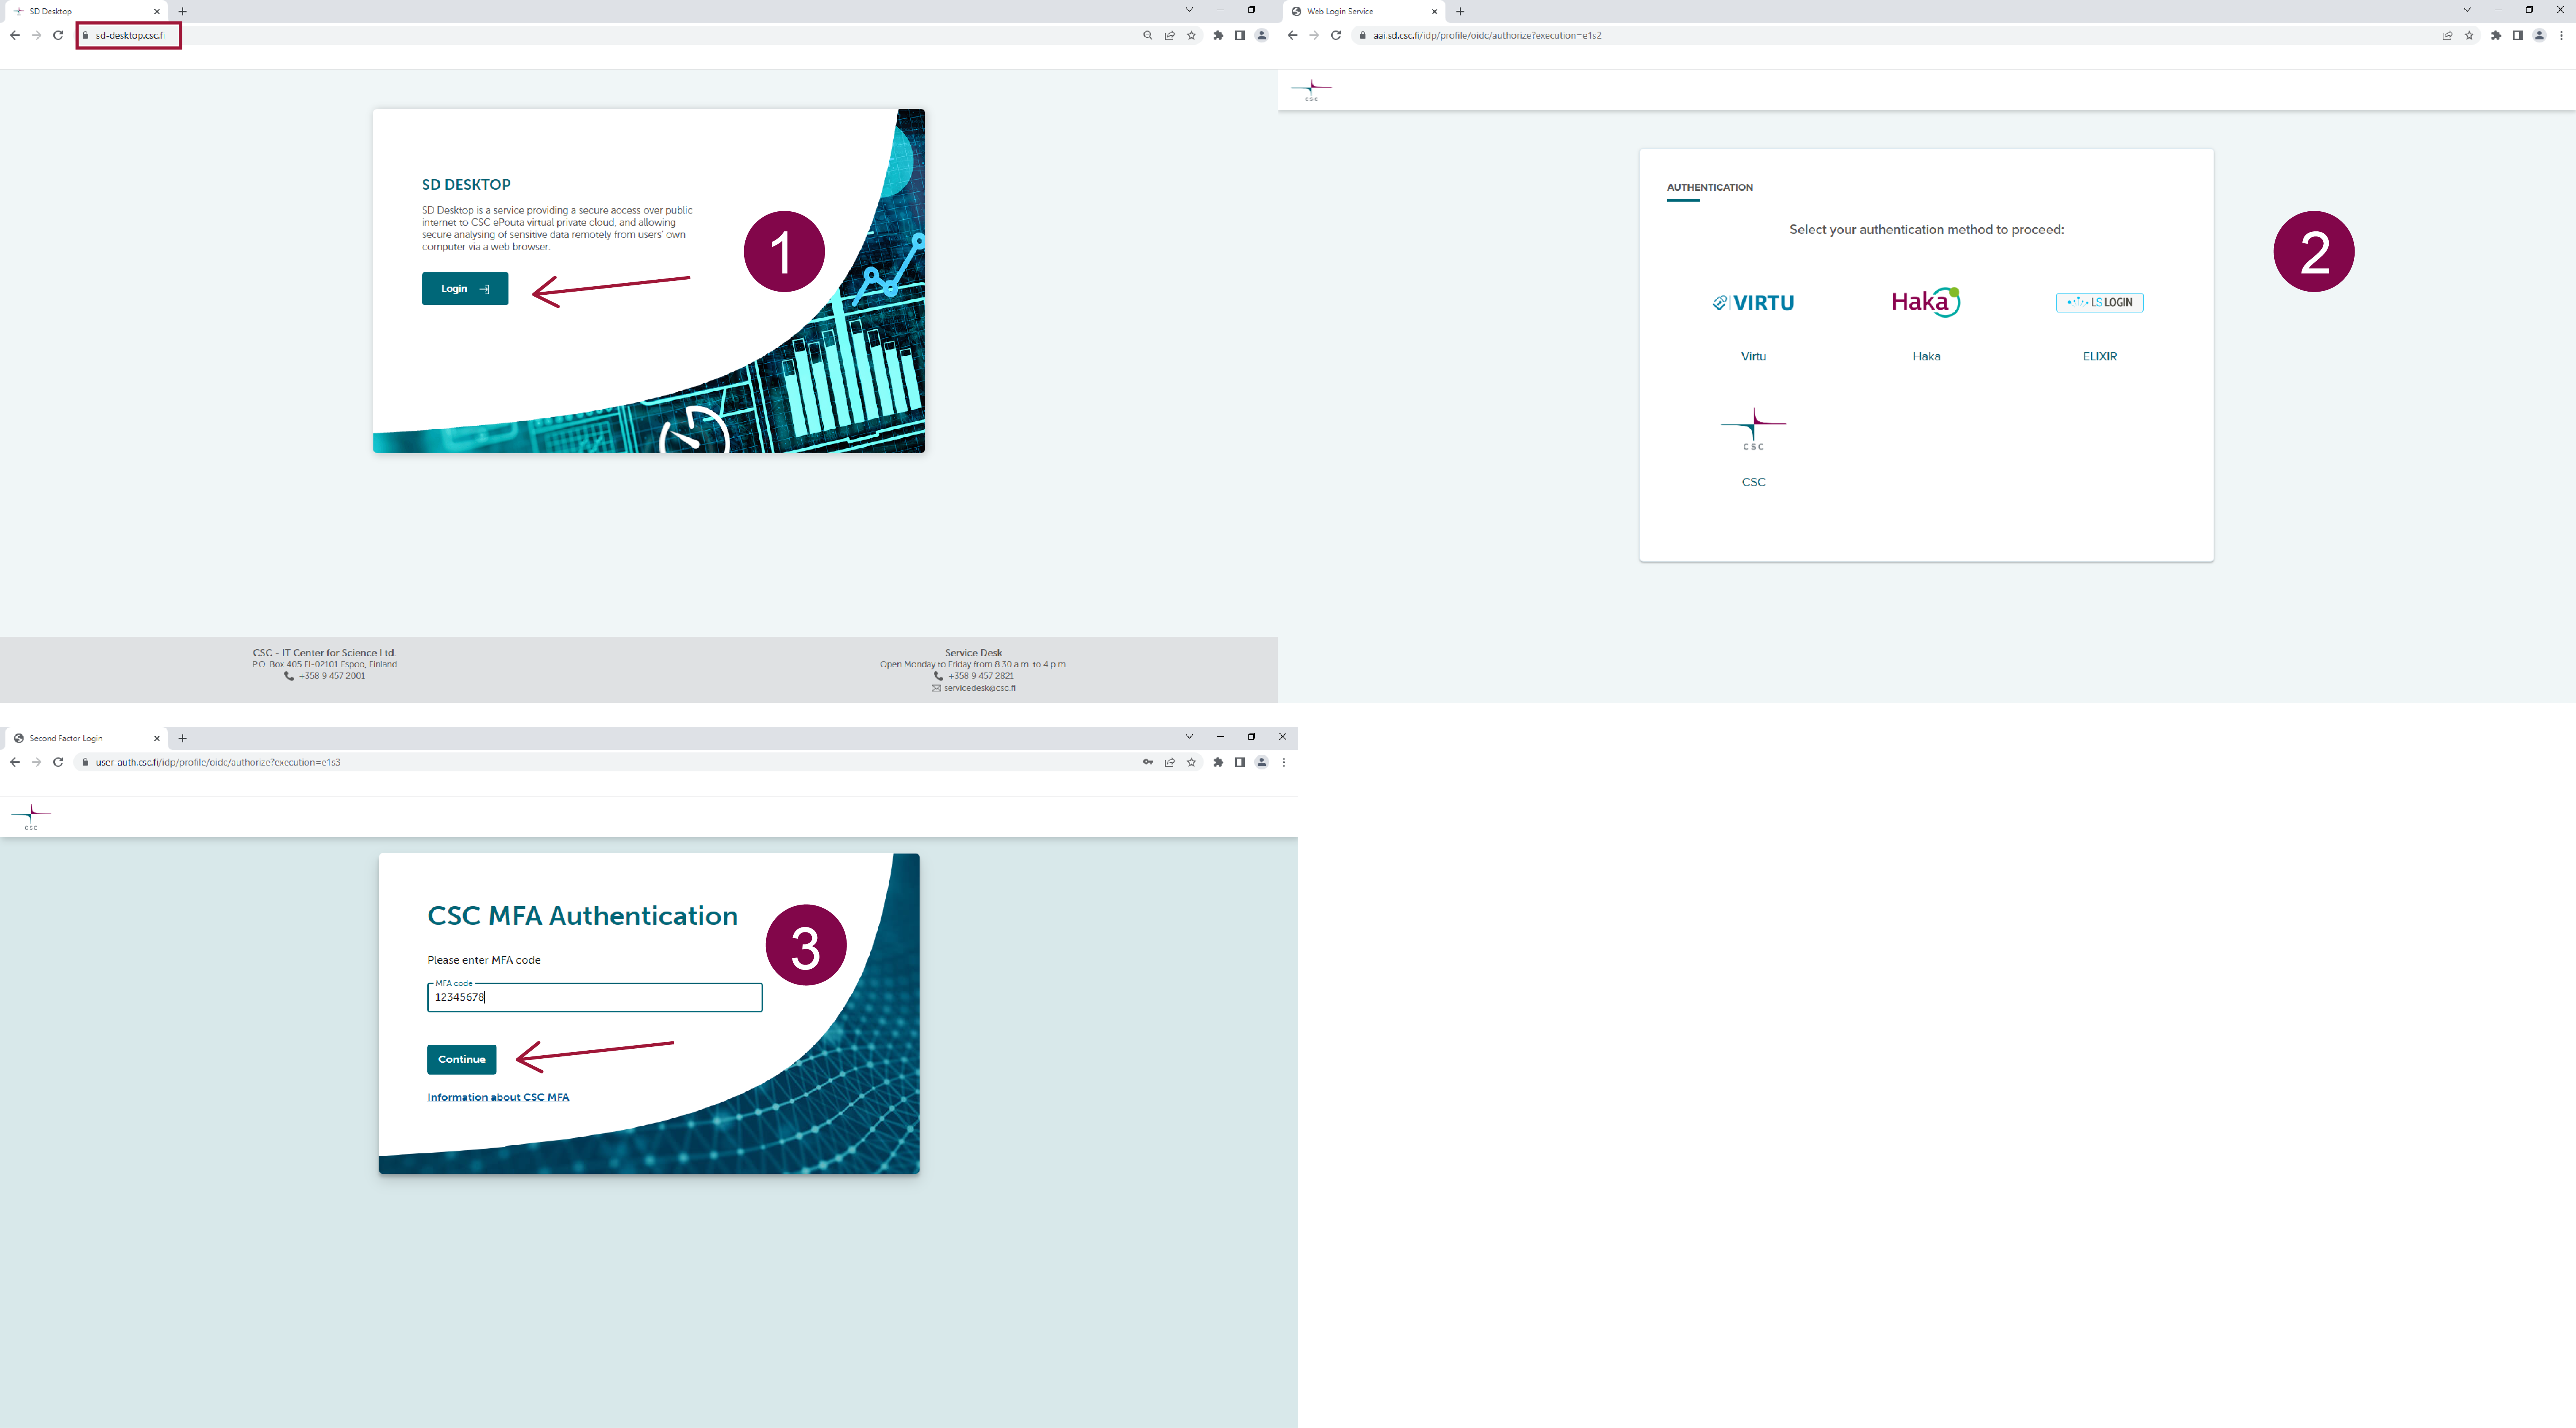 SD Desktop
sd-desktop.csc.fi
SD DESKTOP
SD Desktop is a service providing a secure access over public
internet to CSC ePouta virtual private cloud, and allowing
secure analysing of sensitive data remotely from users' own
computer via a web browser.
Login
1
CSC - IT Center for Science Ltd.
P.O. Box 405 FI-02101 Espoo, Finland
+358 9 457 2001
Service Desk
Open Monday to Friday from 8.30 a.m. to 4 p.m.
+358 9 457 2821
servicedesk@csc.fi
Web Login Service
aai.sd.csc.fi/idp/profile/oidc/authorize?execution=e1s2
CSC
AUTHENTICATION
Select your authentication method to proceed:
VIRTU
Haka
LS LOGIN
Virtu
Haka
ELIXIR
CSC
CSC
2
Second Factor Login
user-auth.csc.fi/idp/profile/oidc/authorize?execution=e1s3
CSC
CSC MFA Authentication
Please enter MFA code
MFA code
12345678
Continue
Information about CSC MFA
3